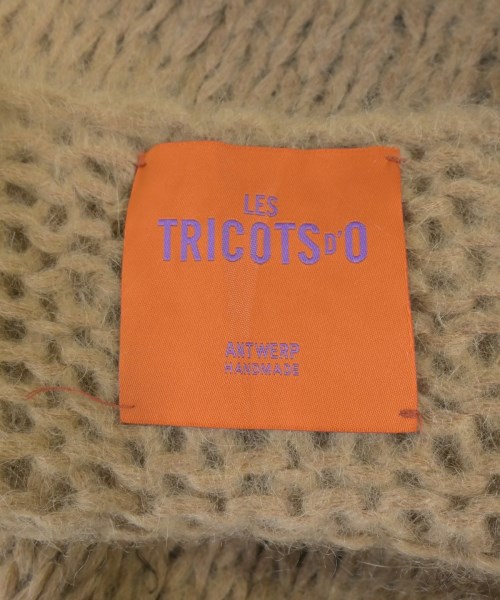 LES
TRICOTS D'O
ANTWERP
HANDMADE